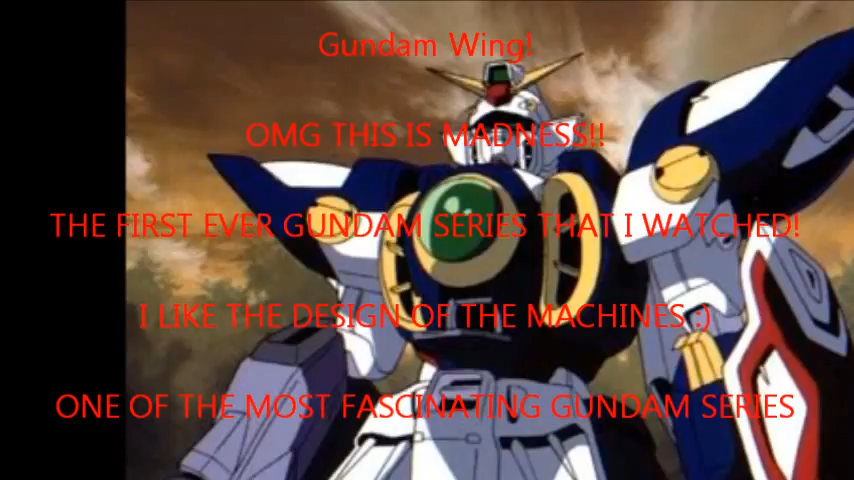 Gundam Wing!
OMG THIS IS MADNESS!!
THE FIRST EVER GUNDAM SERIES THAT I WATCHED!
I LIKE THE DESIGN OF THE MACHINES :)
ONE OF THE MOST FASCINATING GUNDAM SERIES